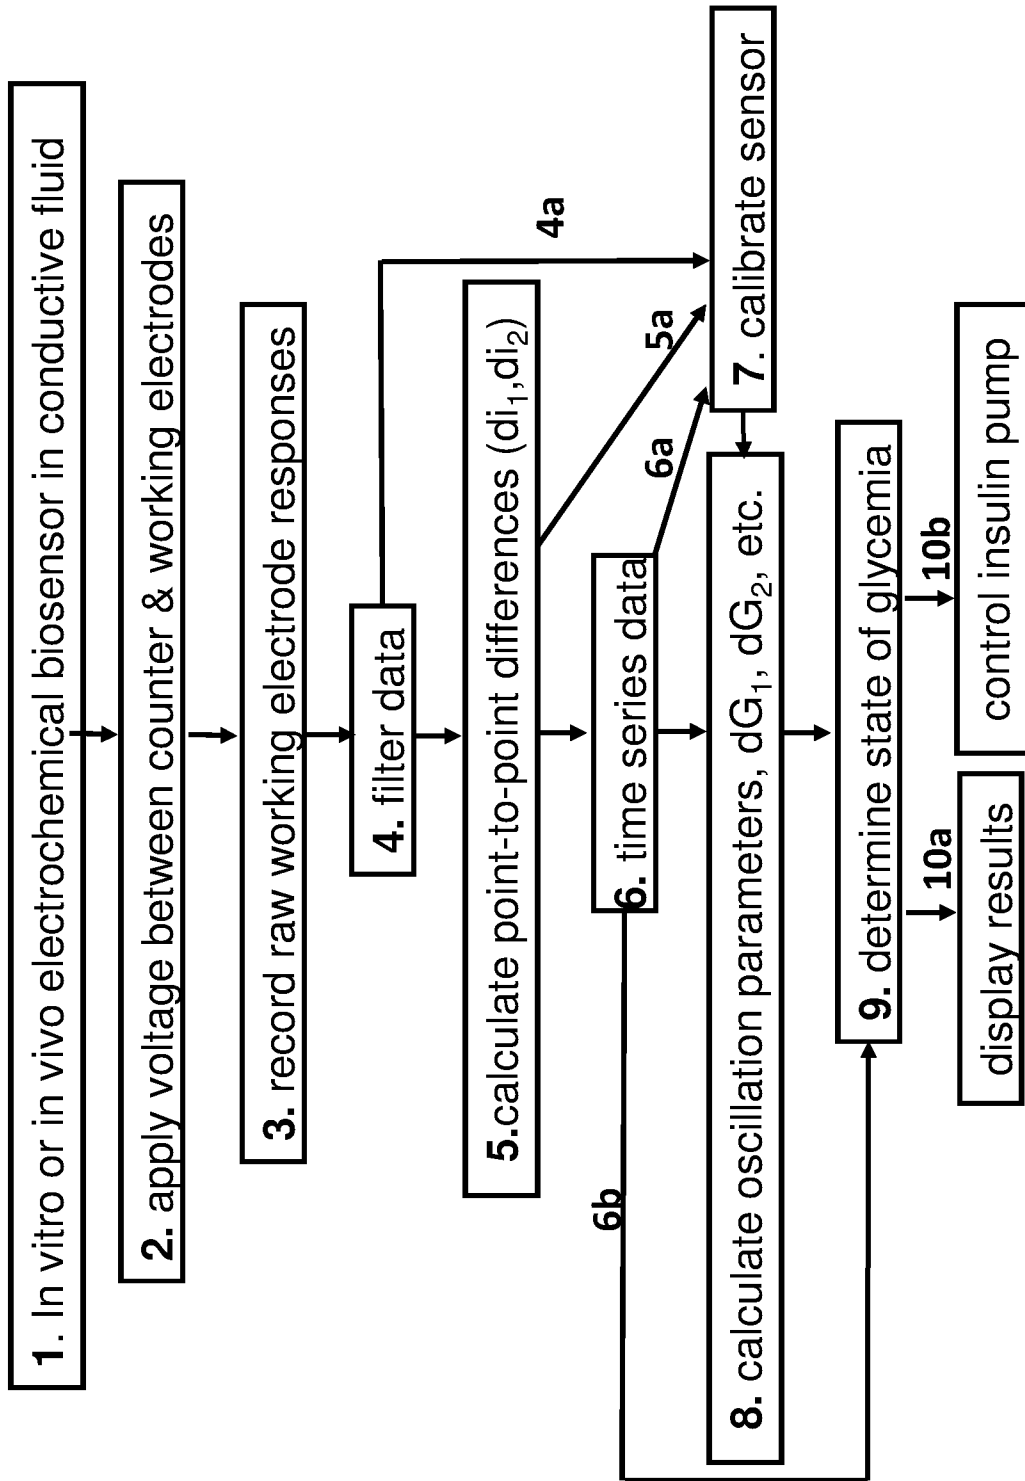 1. In vitro or in vivo electrochemical biosensor in conductive fluid
2. apply voltage between counter & working electrodes
3. record raw working electrode responses
4. filter data
4a
5.calculate point-to-point differences (di₁,di₂)
5a
6. time series data
6a
6b
7. calibrate sensor
8. calculate oscillation parameters, dG₁, dG₂, etc.
9. determine state of glycemia
10a
10b
display results
control insulin pump